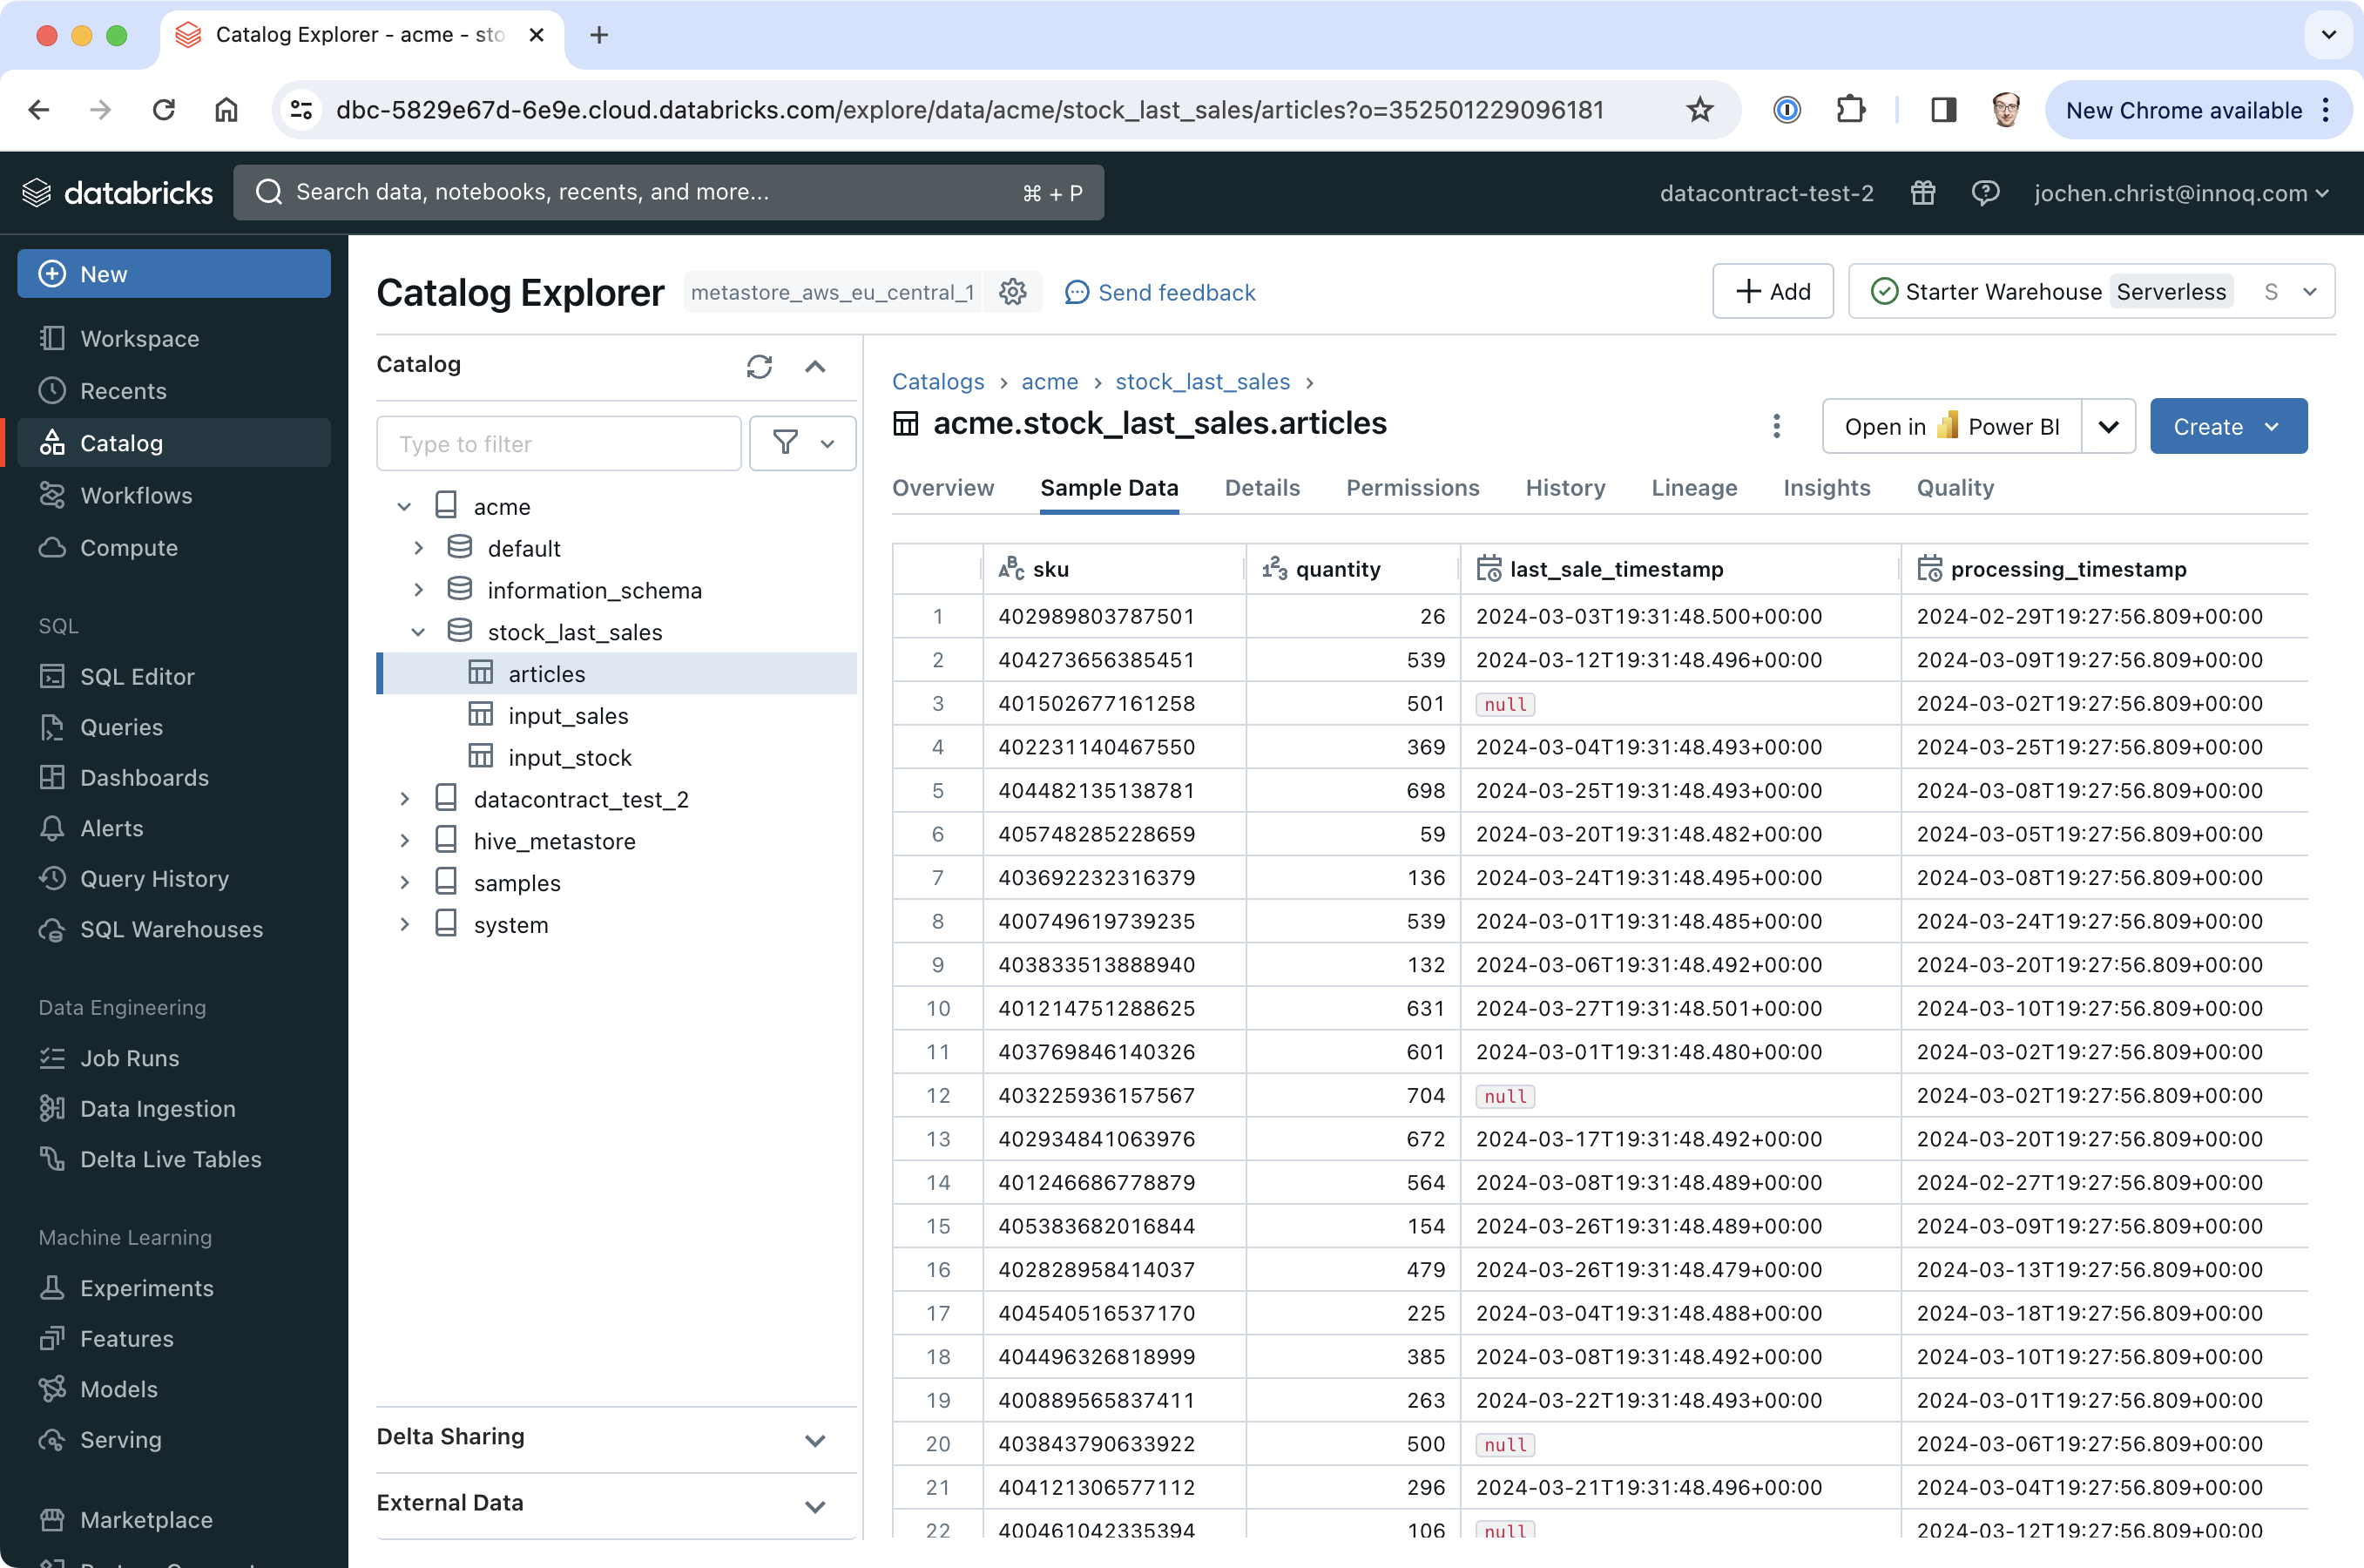 Catalog Explorer - acme - sto
dbc-5829e67d-6e9e.cloud.databricks.com/explore/data/acme/stock_last_sales/articles?o=352501229096181
New Chrome available
databricks
Search data, notebooks, recents, and more...
⌘ + P
datacontract-test-2
jochen.christ@innoq.com
New
Workspace
Recents
Catalog
Workflows
Compute
SQL
SQL Editor
Queries
Dashboards
Alerts
Query History
SQL Warehouses
Data Engineering
Job Runs
Data Ingestion
Delta Live Tables
Machine Learning
Experiments
Features
Models
Serving
Marketplace
Catalog Explorer
metastore_aws_eu_central_1
Send feedback
+ Add
Starter Warehouse Serverless S
Catalog
Type to filter
acme
default
information_schema
stock_last_sales
articles
input_sales
input_stock
datacontract_test_2
hive_metastore
samples
system
Delta Sharing
External Data
Catalogs › acme › stock_last_sales ›
acme.stock_last_sales.articles
Open in Power BI
Create
Overview Sample Data Details Permissions History Lineage Insights Quality
sku quantity last_sale_timestamp processing_timestamp
1 402989803787501 26 2024-03-03T19:31:48.500+00:00 2024-02-29T19:27:56.809+00:00
2 404273656385451 539 2024-03-12T19:31:48.496+00:00 2024-03-09T19:27:56.809+00:00
3 401502677161258 501 null 2024-03-02T19:27:56.809+00:00
4 402231140467550 369 2024-03-04T19:31:48.493+00:00 2024-03-25T19:27:56.809+00:00
5 404482135138781 698 2024-03-25T19:31:48.493+00:00 2024-03-08T19:27:56.809+00:00
6 405748285228659 59 2024-03-20T19:31:48.482+00:00 2024-03-05T19:27:56.809+00:00
7 403692232316379 136 2024-03-24T19:31:48.495+00:00 2024-03-08T19:27:56.809+00:00
8 400749619739235 539 2024-03-01T19:31:48.485+00:00 2024-03-24T19:27:56.809+00:00
9 403833513888940 132 2024-03-06T19:31:48.492+00:00 2024-03-20T19:27:56.809+00:00
10 401214751288625 631 2024-03-27T19:31:48.501+00:00 2024-03-10T19:27:56.809+00:00
11 403769846140326 601 2024-03-01T19:31:48.480+00:00 2024-03-02T19:27:56.809+00:00
12 403225936157567 704 null 2024-03-02T19:27:56.809+00:00
13 402934841063976 672 2024-03-17T19:31:48.492+00:00 2024-03-20T19:27:56.809+00:00
14 401246686778879 564 2024-03-08T19:31:48.489+00:00 2024-02-27T19:27:56.809+00:00
15 405383682016844 154 2024-03-26T19:31:48.489+00:00 2024-03-09T19:27:56.809+00:00
16 402828958414037 479 2024-03-26T19:31:48.479+00:00 2024-03-13T19:27:56.809+00:00
17 404540516537170 225 2024-03-04T19:31:48.488+00:00 2024-03-18T19:27:56.809+00:00
18 404496326818999 385 2024-03-08T19:31:48.492+00:00 2024-03-10T19:27:56.809+00:00
19 400889565837411 263 2024-03-22T19:31:48.493+00:00 2024-03-01T19:27:56.809+00:00
20 403843790633922 500 null 2024-03-06T19:27:56.809+00:00
21 404121306577112 296 2024-03-21T19:31:48.496+00:00 2024-03-04T19:27:56.809+00:00
22 400461042335394 106 null 2024-03-12T19:27:56.809+00:00